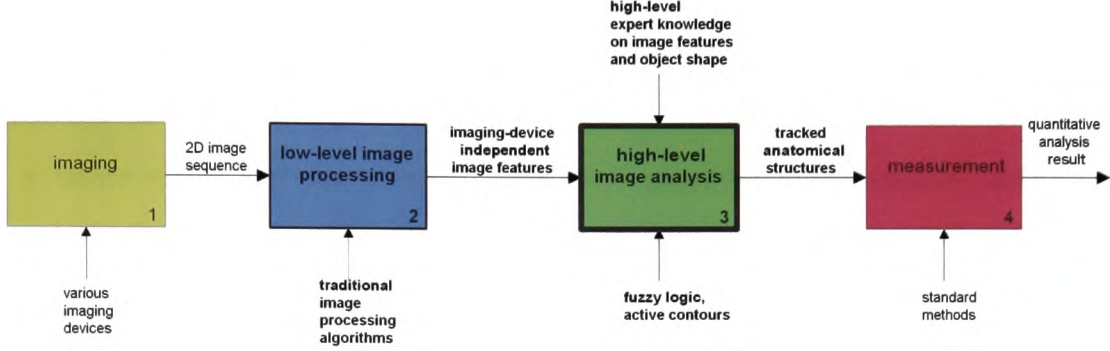 high-level
expert knowledge
on image features
and object shape
imaging
1
2D image
sequence
low-level image
processing
2
imaging-device
independent
image features
high-level
image analysis
3
tracked
anatomical
structures
measurement
4
quantitative
analysis
result
various
imaging
devices
traditional
image
processing
algorithms
fuzzy logic,
active contours
standard
methods